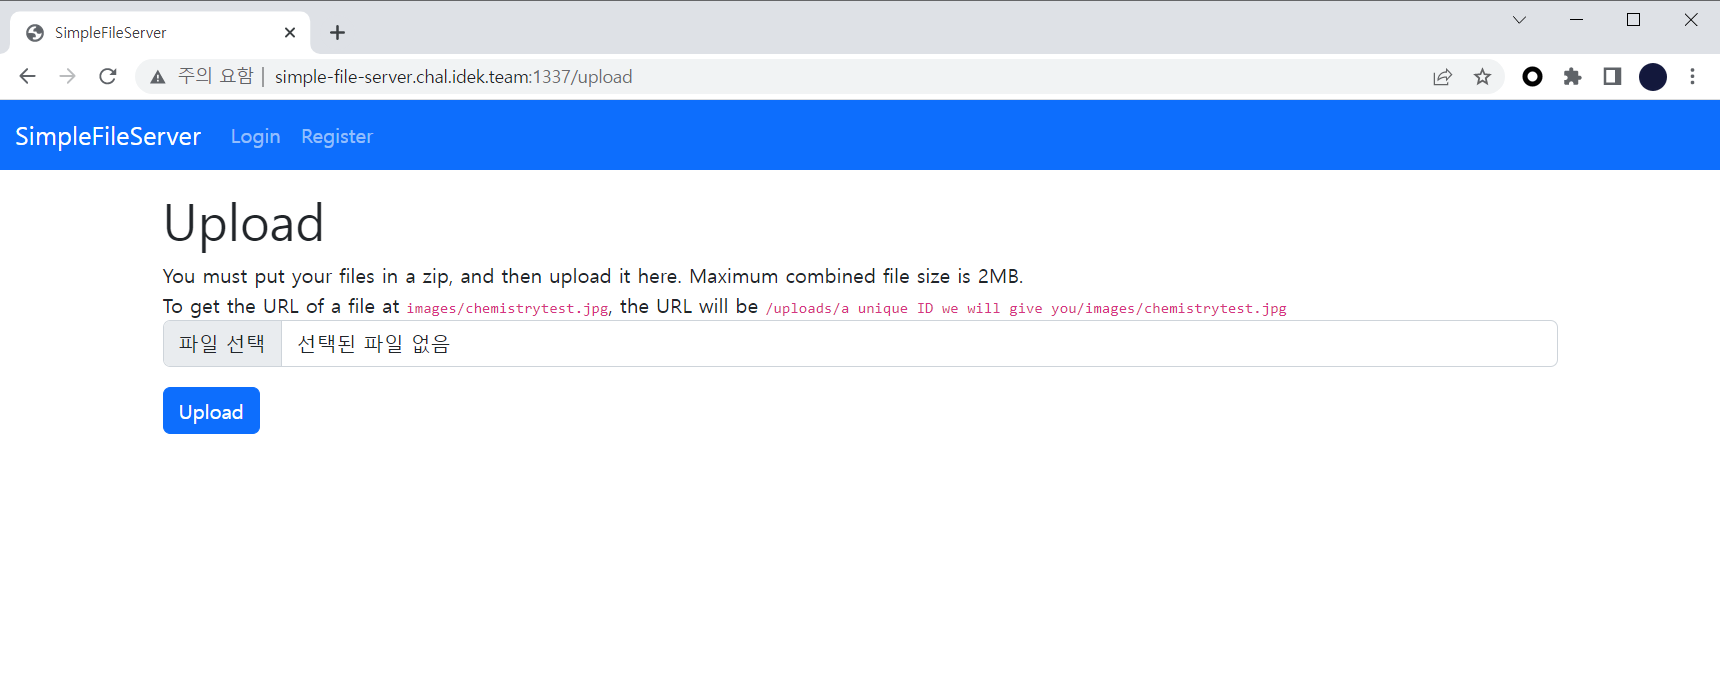 SimpleFileServer
주의 요함 | simple-file-server.chal.idek.team:1337/upload
SimpleFileServer Login Register
Upload
You must put your files in a zip, and then upload it here. Maximum combined file size is 2MB.
To get the URL of a file at images/chemistrytest.jpg, the URL will be /uploads/a unique ID we will give you/images/chemistrytest.jpg
파일 선택 선택된 파일 없음
Upload